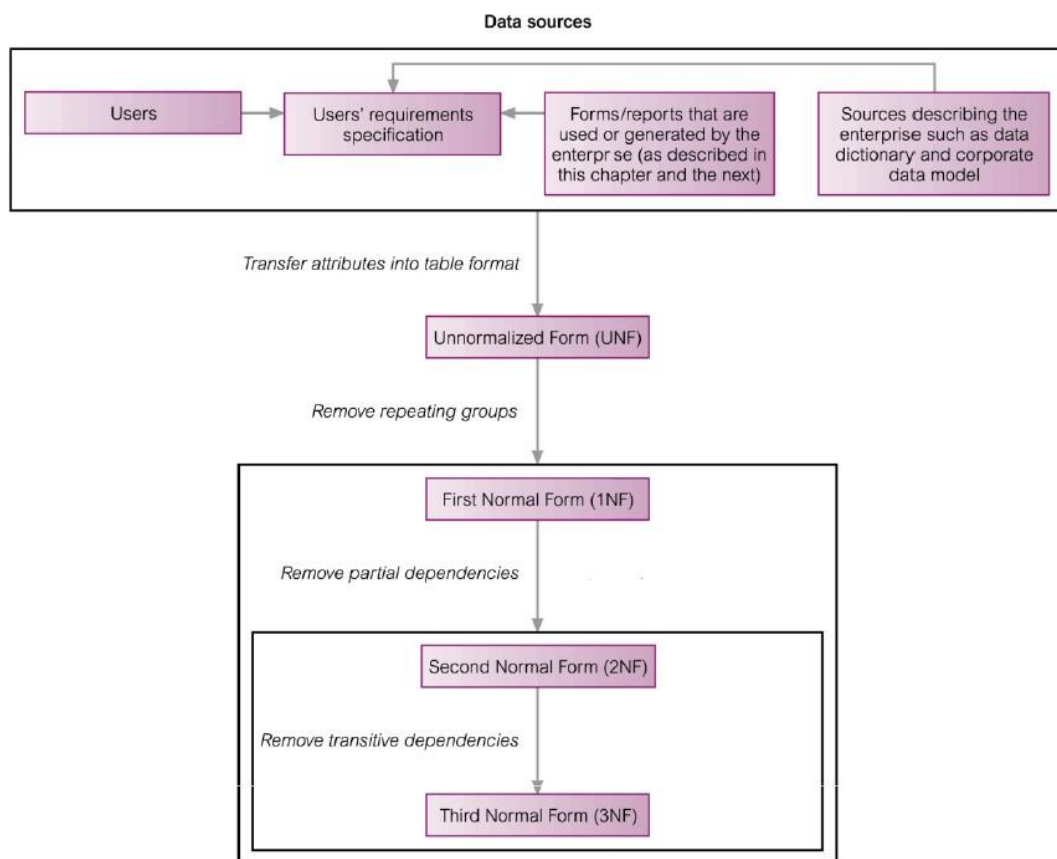 Data sources
Users
Users' requirements
specification
Forms/reports that are
used or generated by the
enterpr se (as described in
this chapter and the next)
Sources describing the
enterprise such as data
dictionary and corporate
data model
Transfer attributes into table format
Unnormalized Form (UNF)
Remove repeating groups
First Normal Form (1NF)
Remove partial dependencies
Second Normal Form (2NF)
Remove transitive dependencies
Third Normal Form (3NF)